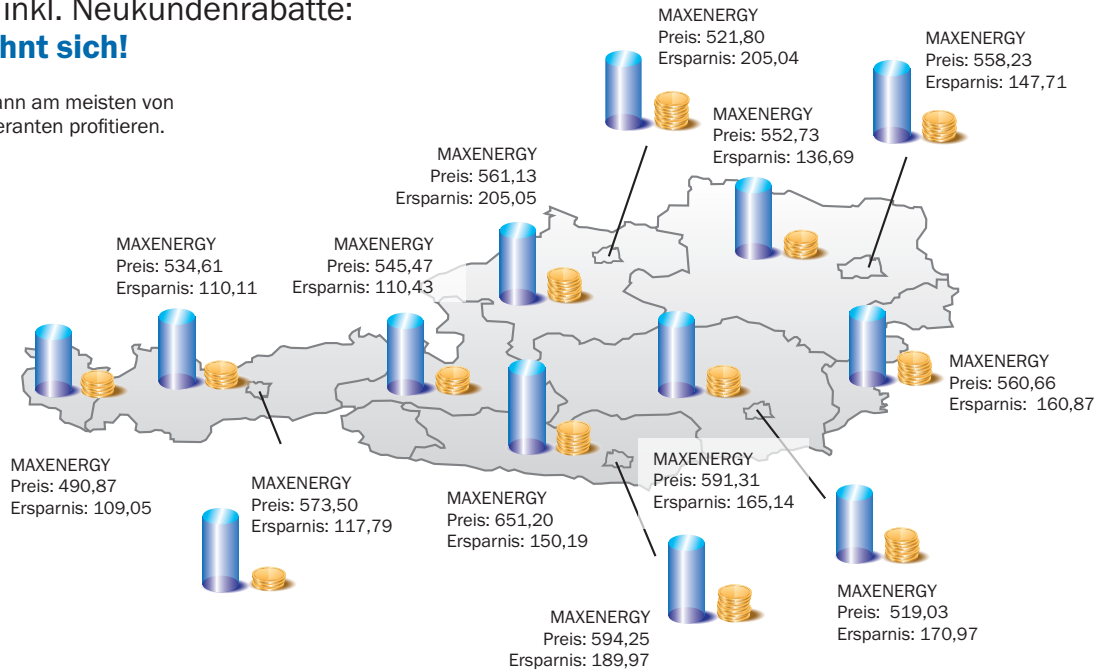 inkl. Neukundenrabatte:
hnt sich!
ann am meisten von
eranten profitieren.
MAXENERGY
Preis: 521,80
Ersparnis: 205,04
MAXENERGY
Preis: 558,23
Ersparnis: 147,71
MAXENERGY
Preis: 552,73
Ersparnis: 136,69
MAXENERGY
Preis: 561,13
Ersparnis: 205,05
MAXENERGY
Preis: 534,61
Ersparnis: 110,11
MAXENERGY
Preis: 545,47
Ersparnis: 110,43
MAXENERGY
Preis: 560,66
Ersparnis: 160,87
MAXENERGY
Preis: 490,87
Ersparnis: 109,05
MAXENERGY
Preis: 573,50
Ersparnis: 117,79
MAXENERGY
Preis: 651,20
Ersparnis: 150,19
MAXENERGY
Preis: 591,31
Ersparnis: 165,14
MAXENERGY
Preis: 594,25
Ersparnis: 189,97
MAXENERGY
Preis: 519,03
Ersparnis: 170,97